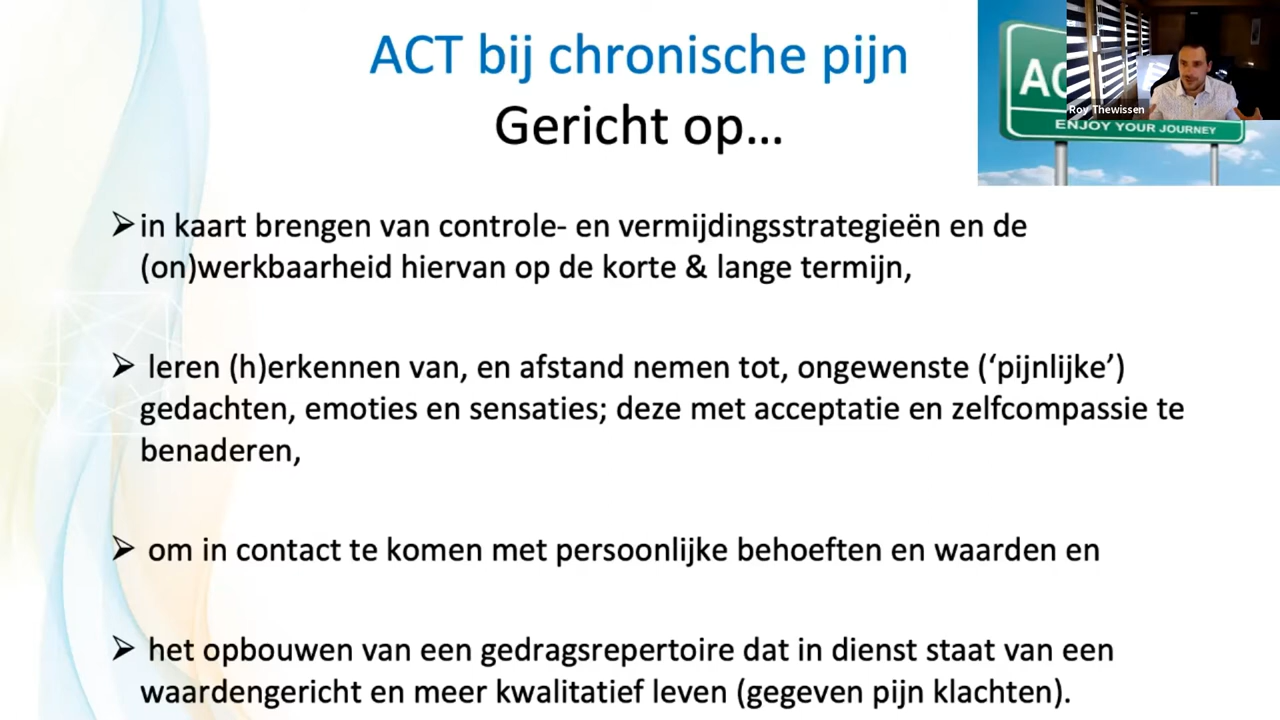 ACT bij chronische pijn
Gericht op...
AC
Roy Thewissen
ENJOY YOUR JOURNEY
➢ in kaart brengen van controle- en vermijdingsstrategieën en de
(on)werkbaarheid hiervan op de korte & lange termijn,
➢ leren (h)erkennen van, en afstand nemen tot, ongewenste (‘pijnlijke’)
gedachten, emoties en sensaties; deze met acceptatie en zelfcompassie te
benaderen,
➢ om in contact te komen met persoonlijke behoeften en waarden en
➢ het opbouwen van een gedragsrepertoire dat in dienst staat van een
waardengericht en meer kwalitatief leven (gegeven pijn klachten).